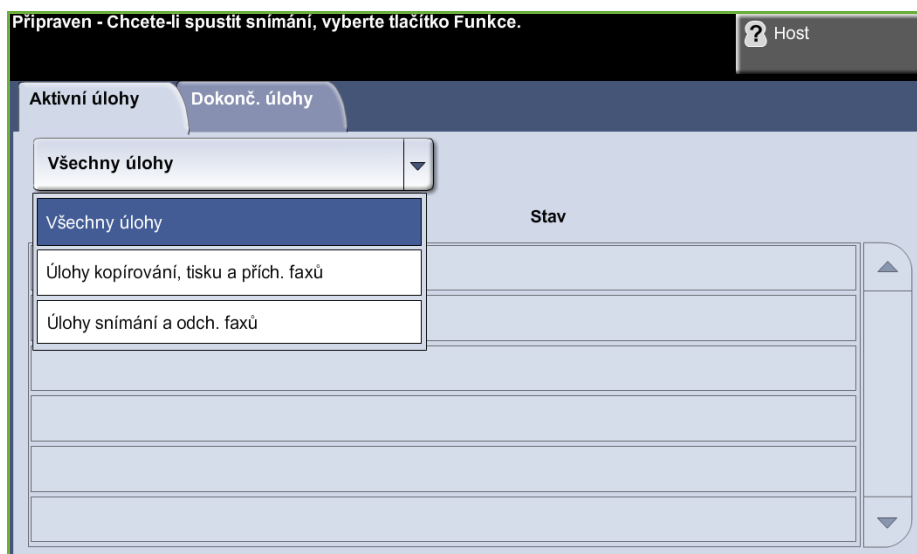 Připraven - Chcete-li spustit snímání, vyberte tlačítko Funkce.
? Host
Aktivní úlohy
Dokonč. úlohy
Všechny úlohy
Všechny úlohy
Stav
Úlohy kopírování, tisku a přích. faxů
Úlohy snímání a odch. faxů